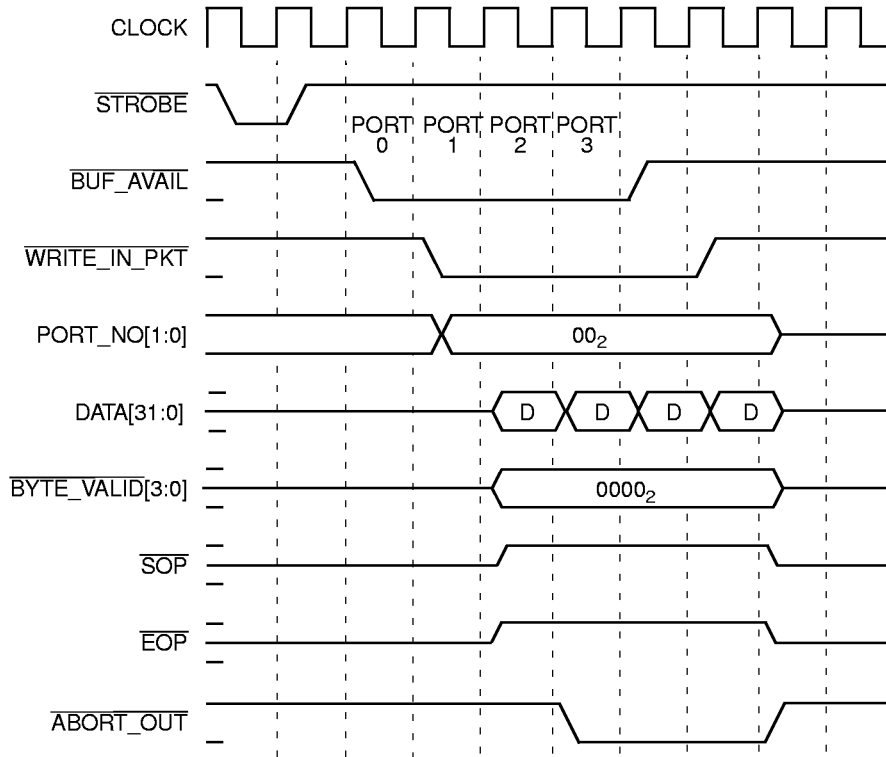 CLOCK
STROBE
PORT PORT PORT PORT
0 1 2 3
BUF_AVAIL
WRITE_IN_PKT
PORT_NO[1:0] 00₂
DATA[31:0] D D D D
BYTE_VALID[3:0] 0000₂
SOP
EOP
ABORT_OUT